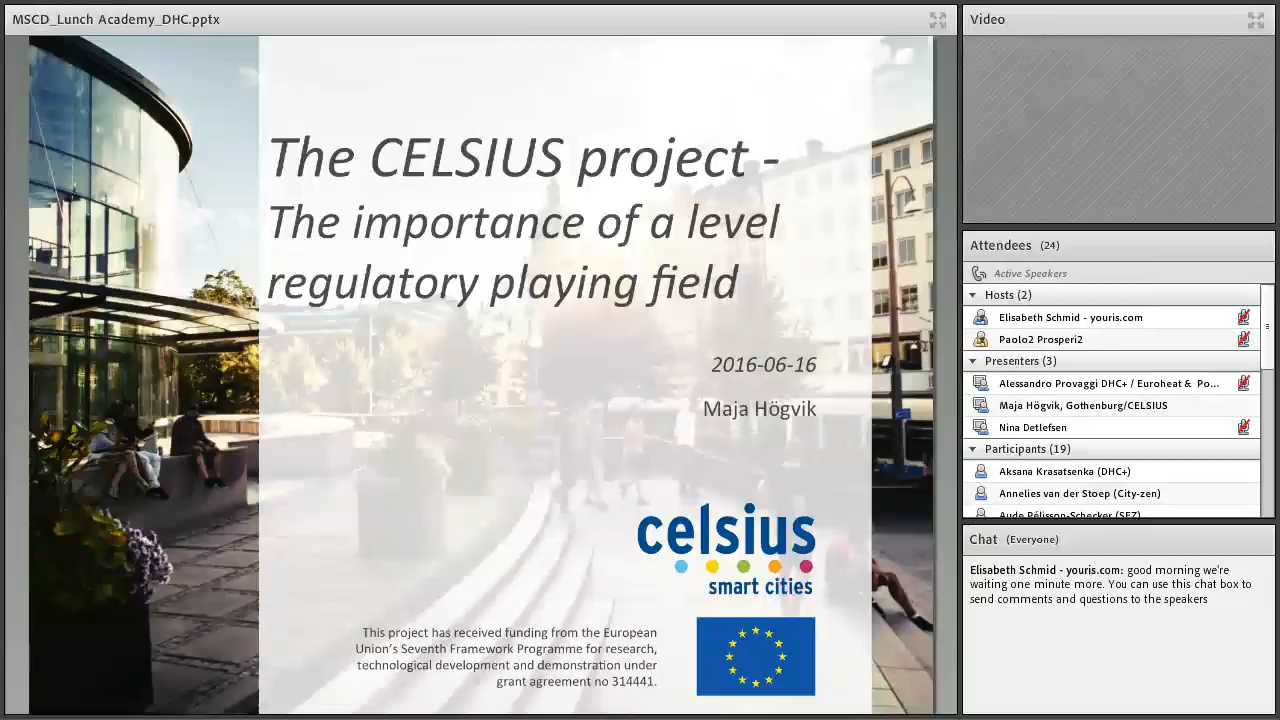 MSCD_Lunch Academy_DHC.pptx
The CELSIUS project -
The importance of a level
regulatory playing field
2016-06-16
Maja Högvik
celsius
smart cities
This project has received funding from the European
Union's Seventh Framework Programme for research,
technological development and demonstration under
grant agreement no 314441.
Video
Attendees (24)
Active Speakers
Hosts (2)
Elisabeth Schmid - youris.com
Paolo2 Prosperi2
Presenters (3)
Alessandro Provaggi DHC+ / Euroheat & Po...
Maja Högvik, Gothenburg/CELSIUS
Nina Detlefsen
Participants (19)
Aksana Krasatsenka (DHC+)
Annelies van der Stoep (City-zen)
Aude Pélisson-Schecker (SEZ)
Chat (Everyone)
Elisabeth Schmid - youris.com: good morning we're
waiting one minute more. You can use this chat box to
send comments and questions to the speakers